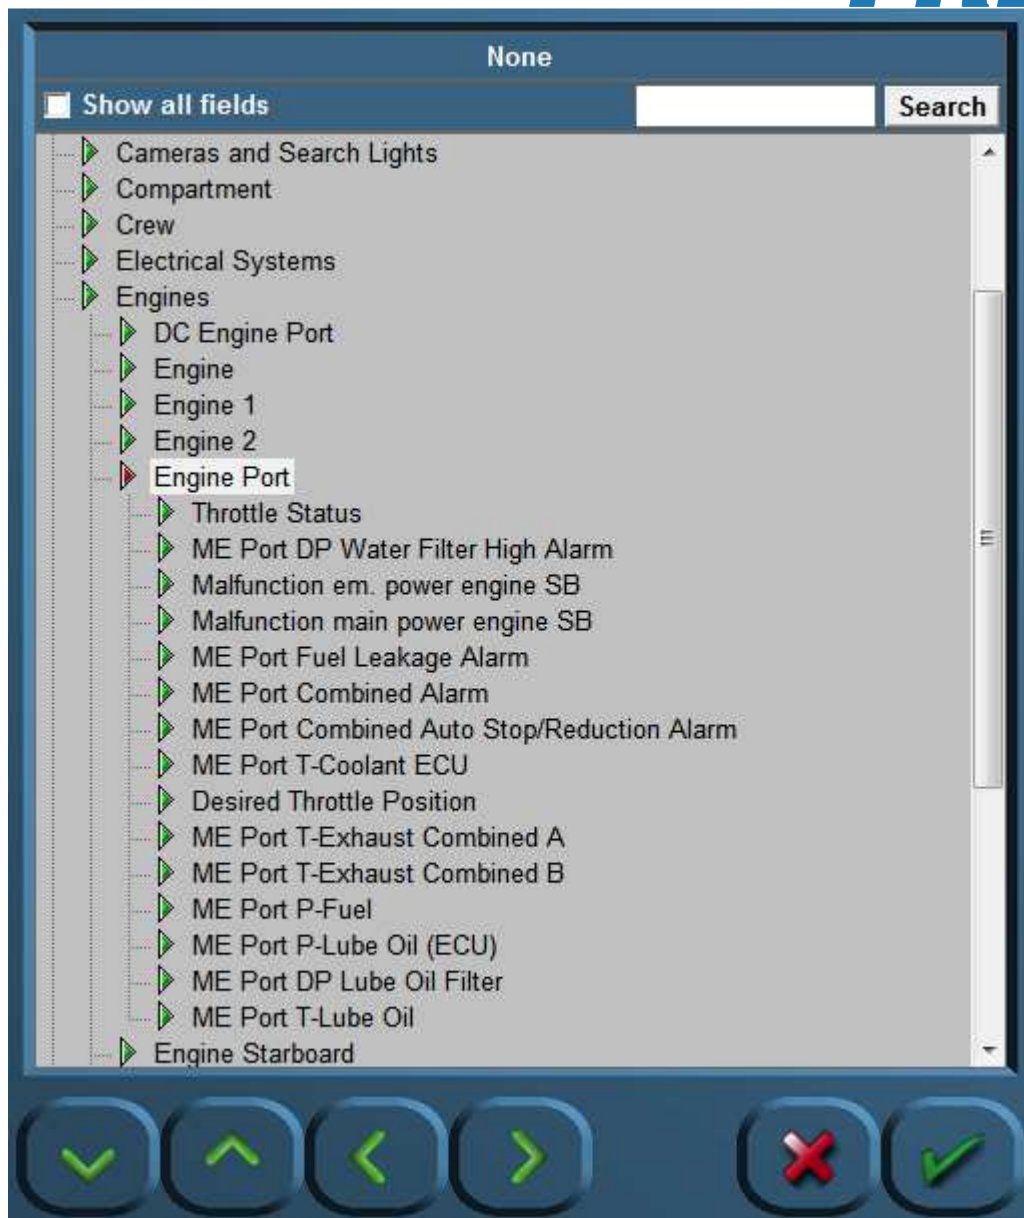 None
Show all fields
Search
Cameras and Search Lights
Compartment
Crew
Electrical Systems
Engines
DC Engine Port
Engine
Engine 1
Engine 2
Engine Port
Throttle Status
ME Port DP Water Filter High Alarm
Malfunction em. power engine SB
Malfunction main power engine SB
ME Port Fuel Leakage Alarm
ME Port Combined Alarm
ME Port Combined Auto Stop/Reduction Alarm
ME Port T-Coolant ECU
Desired Throttle Position
ME Port T-Exhaust Combined A
ME Port T-Exhaust Combined B
ME Port P-Fuel
ME Port P-Lube Oil (ECU)
ME Port DP Lube Oil Filter
ME Port T-Lube Oil
Engine Starboard